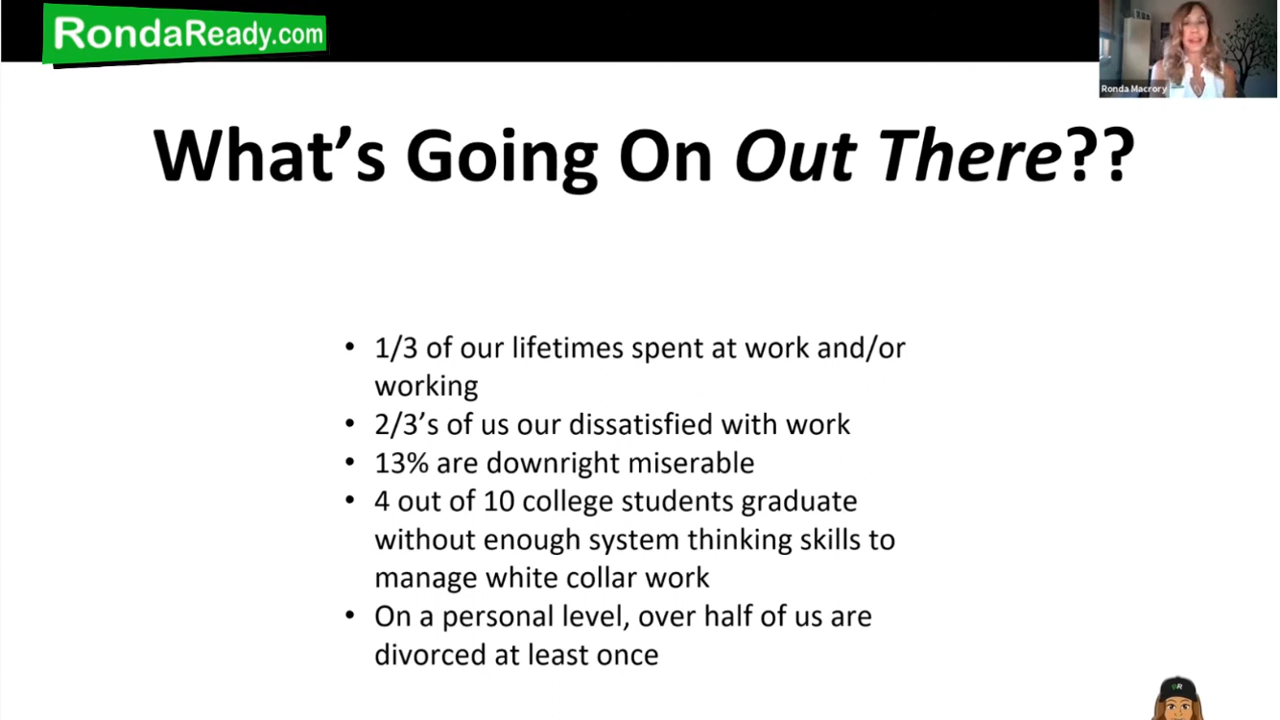 RondaReady.com
Ronda Macrory
What's Going On Out There??
• 1/3 of our lifetimes spent at work and/or
working
• 2/3's of us our dissatisfied with work
• 13% are downright miserable
• 4 out of 10 college students graduate
without enough system thinking skills to
manage white collar work
• On a personal level, over half of us are
divorced at least once